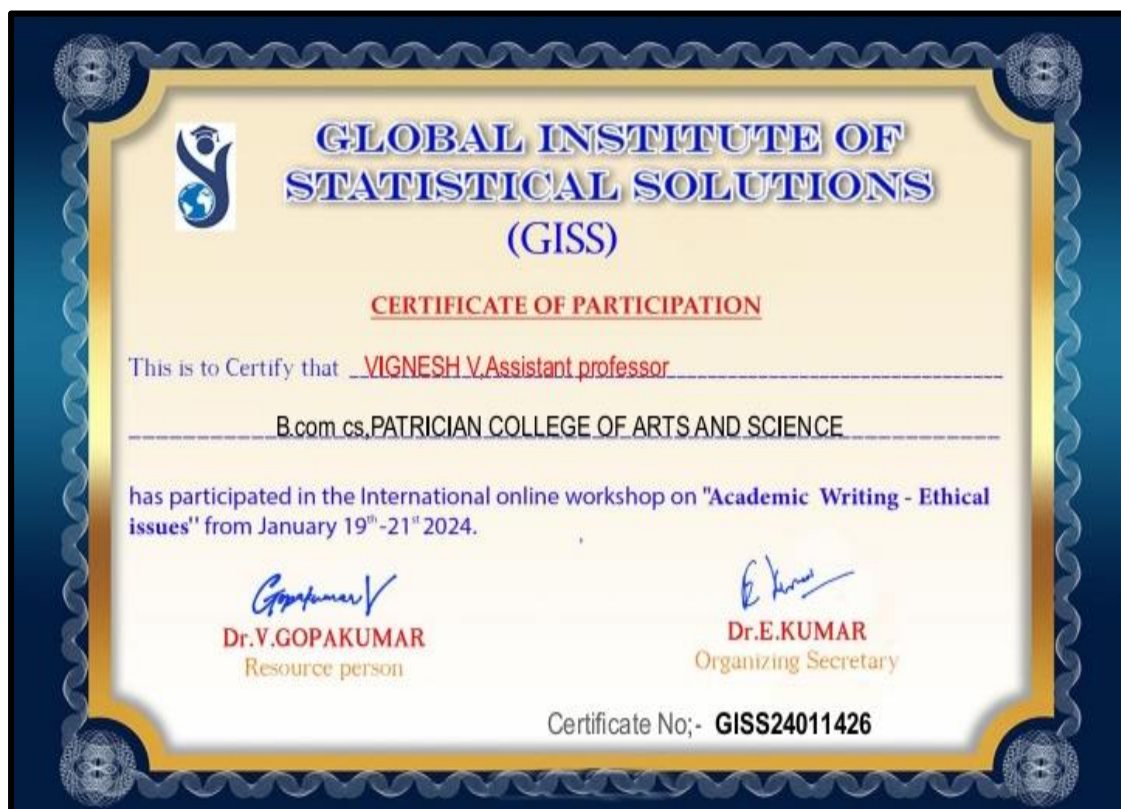 GLOBAL INSTITUTE OF
STATISTICAL SOLUTIONS
(GISS)
CERTIFICATE OF PARTICIPATION
This is to Certify that VIGNESH V,Assistant professor
B.com cs,PATRICIAN COLLEGE OF ARTS AND SCIENCE
has participated in the International online workshop on "Academic Writing - Ethical
issues'' from January 19th-21st 2024.
Gopakumar V
Dr.V.GOPAKUMAR
Resource person
E Kumar
Dr.E.KUMAR
Organizing Secretary
Certificate No;- GISS24011426